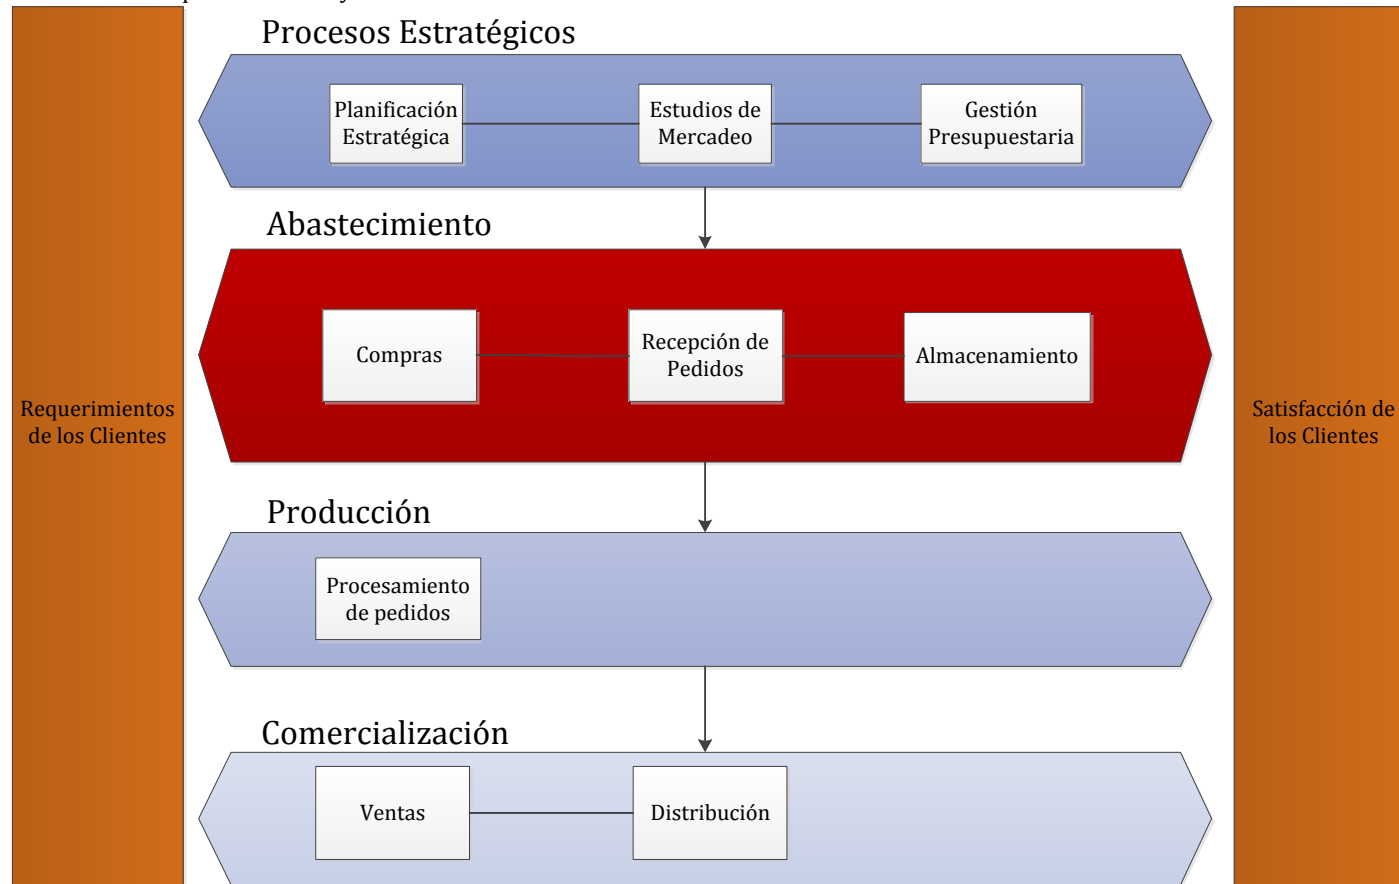 Procesos Estratégicos
Planificación
Estratégica
Estudios de
Mercadeo
Gestión
Presupuestaria
Abastecimiento
Compras
Recepción de
Pedidos
Almacenamiento
Requerimientos
de los Clientes
Satisfacción de
los Clientes
Producción
Procesamiento
de pedidos
Comercialización
Ventas
Distribución